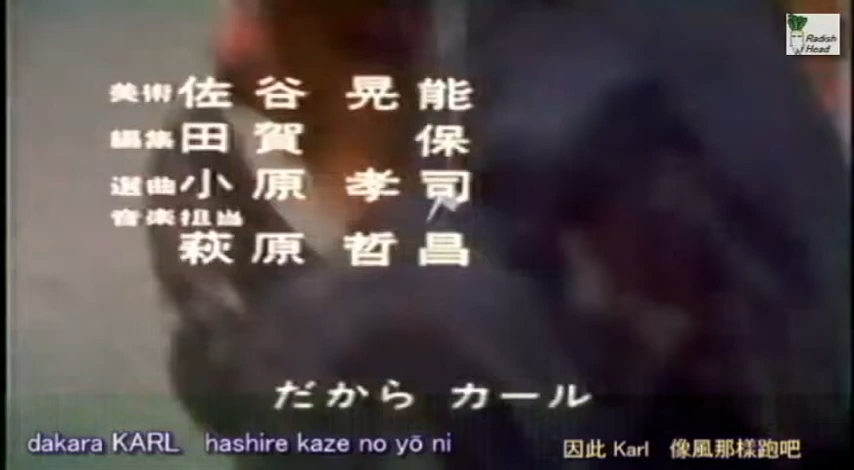 Radish
Head
美術 佐谷 晃能
編集 田賀 保
選曲 小原 孝司
音楽担当
萩原 哲昌
だから カール
dakara KARL hashire kaze no yō ni
因此 Karl 像風那樣跑吧